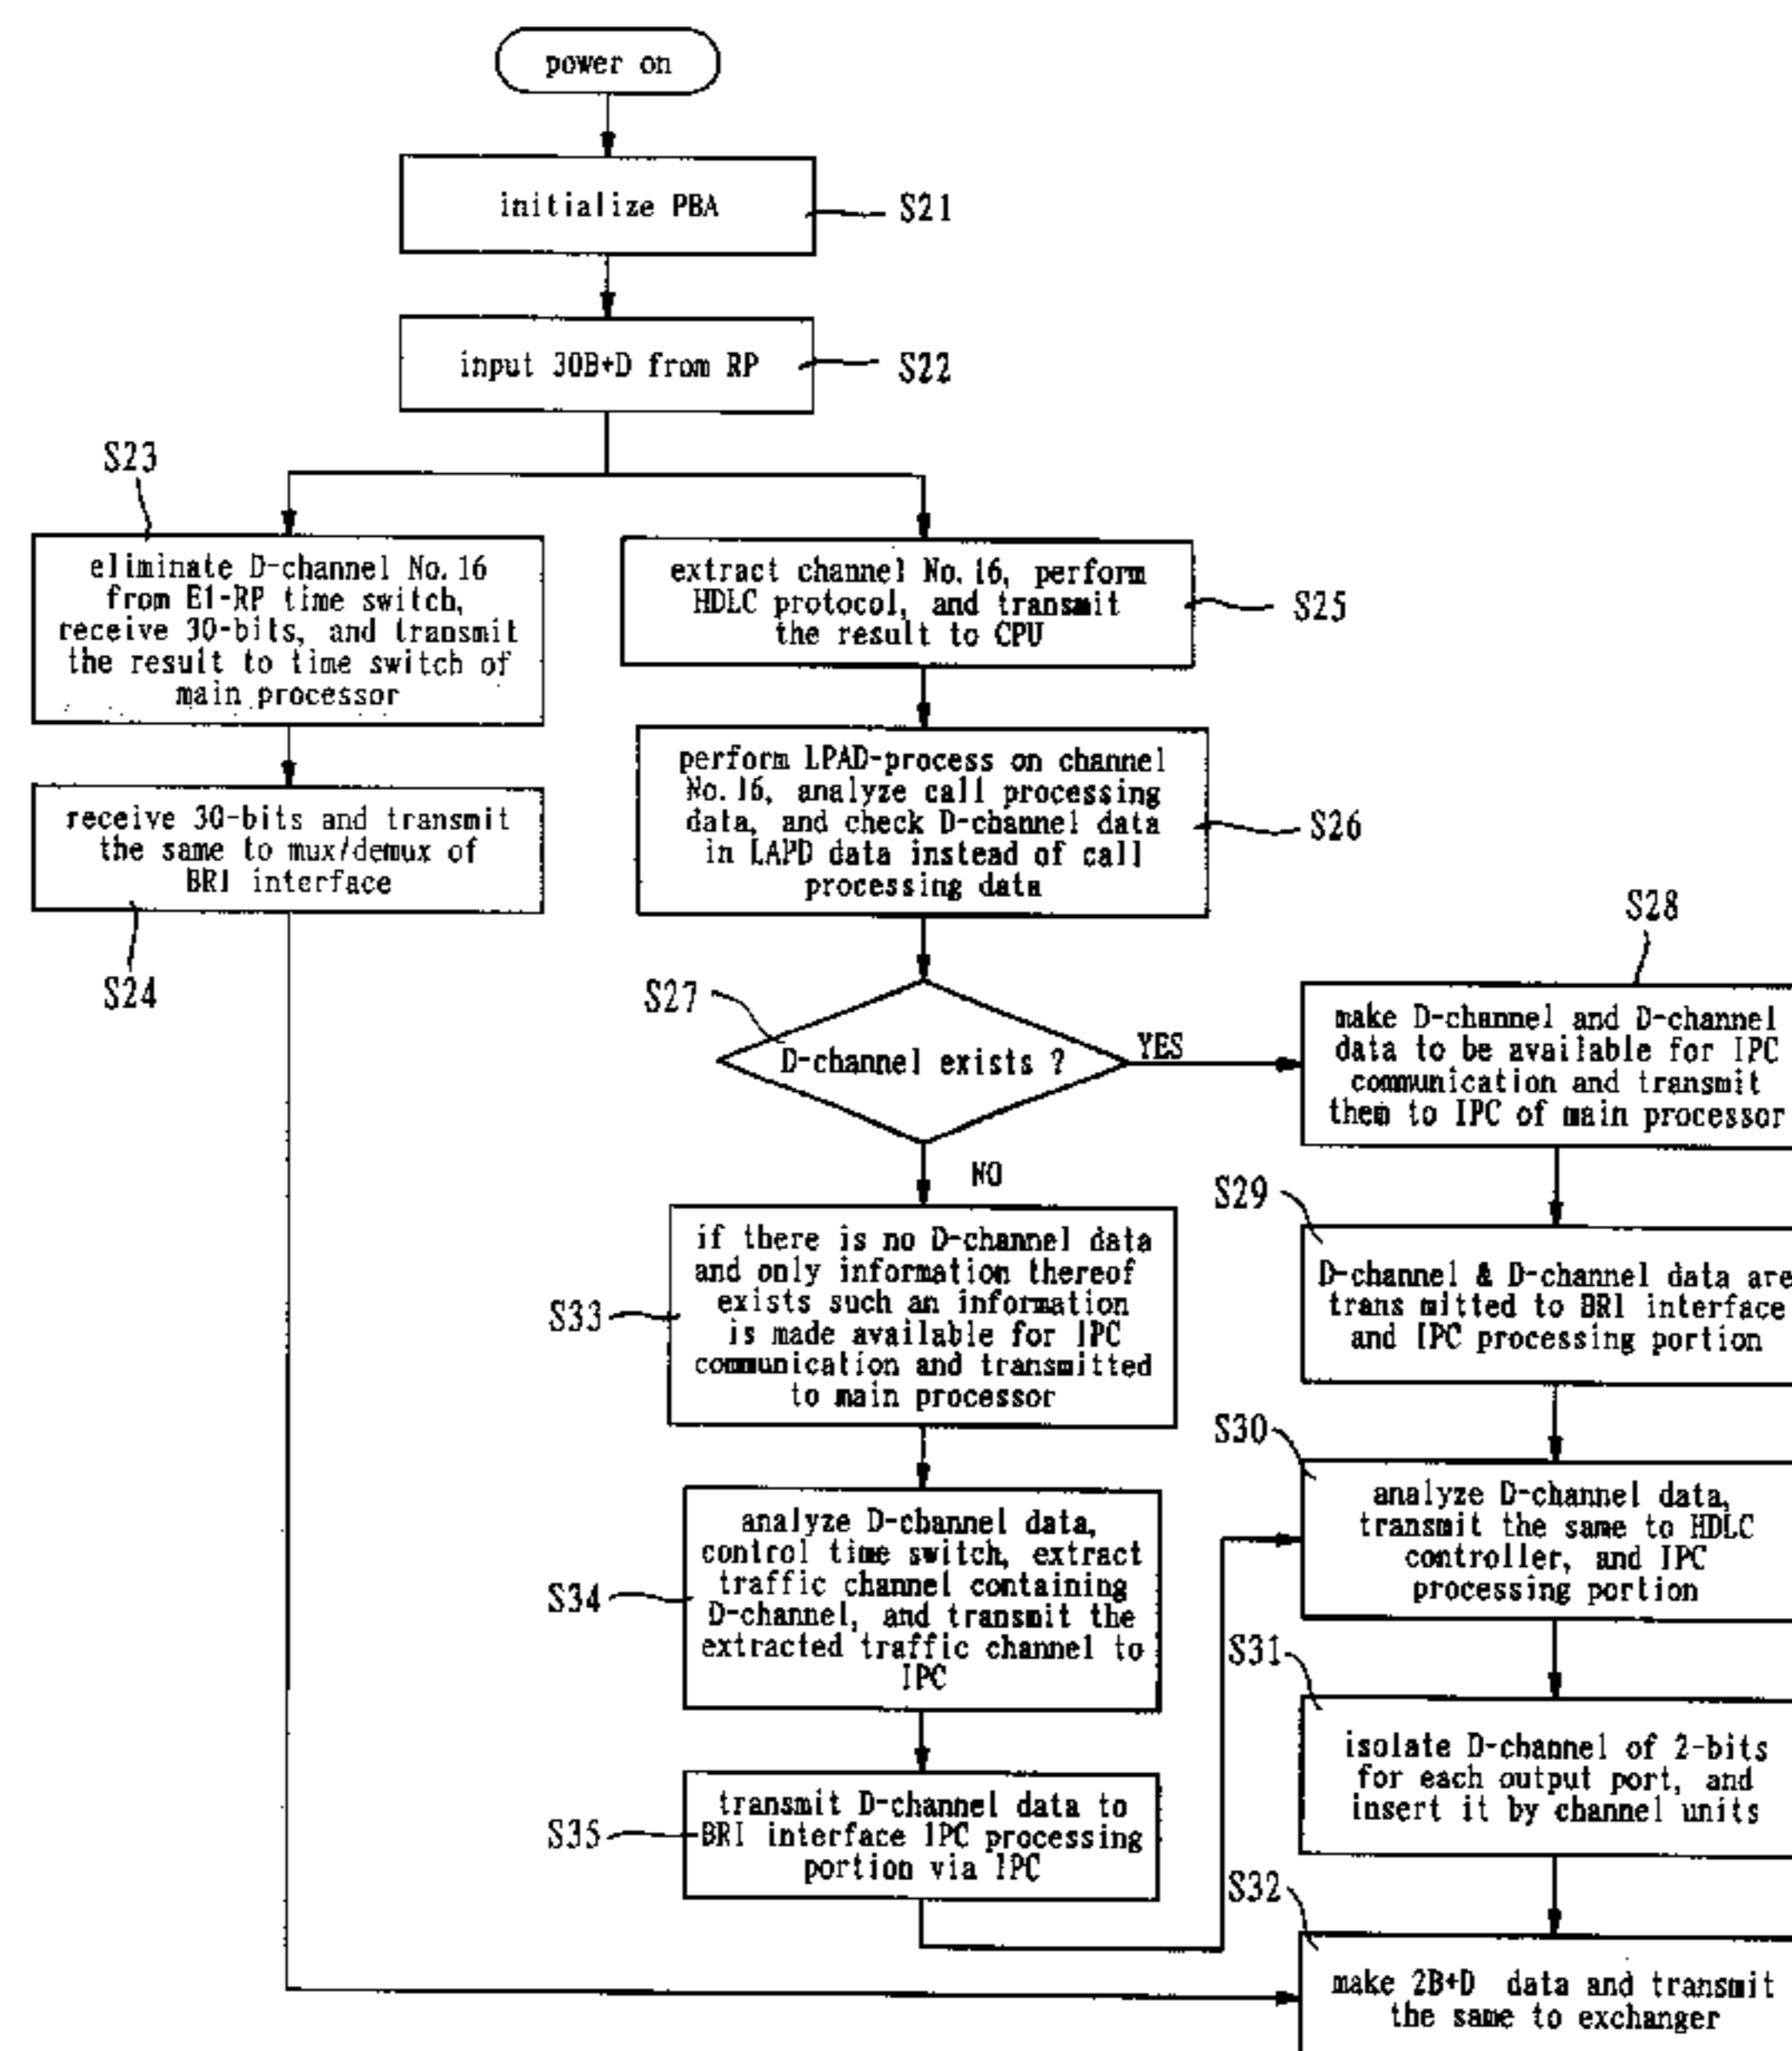 power on
initialize PBA
S21
input 30B+D from RP
S22
S23
eliminate D-channel No.16
from E1-RP time switch,
receive 30-bits, and transmit
the result to time switch of
main processor
extract channel No.16, perform
HDLC protocol, and transmit
the result to CPU
S25
receive 30-bits and transmit
the same to mux/demux of
BRI interface
S24
perform LPAD-process on channel
No.16, analyze call processing
data, and check D-channel data
in LAPD data instead of call
processing data
S26
S27
D-channel exists ?
YES
NO
S28
make D-channel and D-channel
data to be available for IPC
communication and transmit
them to IPC of main processor
S29
D-channel & D-channel data are
trans mitted to BRI interface
and IPC processing portion
S33
if there is no D-channel data
and only information thereof
exists such an information
is made available for IPC
communication and transmitted
to main processor
S30
analyze D-channel data,
transmit the same to HDLC
controller, and IPC
processing portion
S34
analyze D-channel data,
control time switch, extract
traffic channel containing
D-channel, and transmit the
extracted traffic channel to
IPC
S31
isolate D-channel of 2-bits
for each output port, and
insert it by channel units
S35
transmit D-channel data to
BRI interface IPC processing
portion via IPC
S32
make 2B+D data and transmit
the same to exchanger